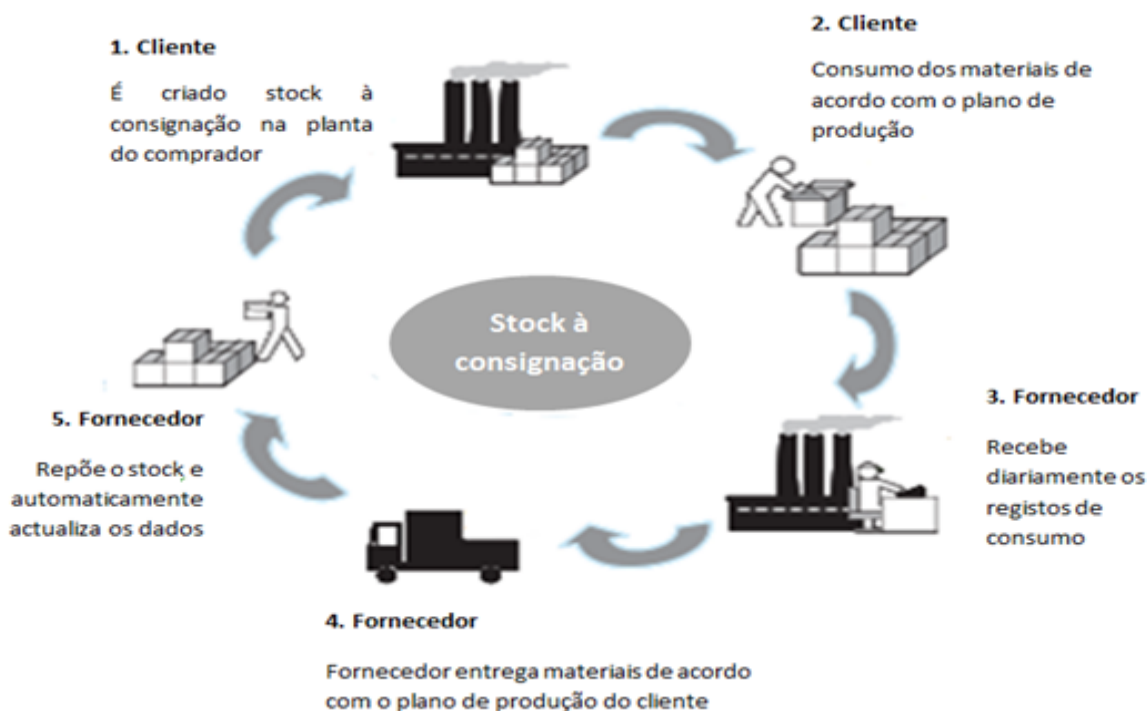 1. Cliente
É criado stock à
consignação na planta
do comprador
2. Cliente
Consumo dos materiais de
acordo com o plano de
produção
Stock à
consignação
3. Fornecedor
Recebe
diariamente os
registos de
consumo
4. Fornecedor
Fornecedor entrega materiais de acordo
com o plano de produção do cliente
5. Fornecedor
Repõe o stock e
automaticamente
actualiza os dados